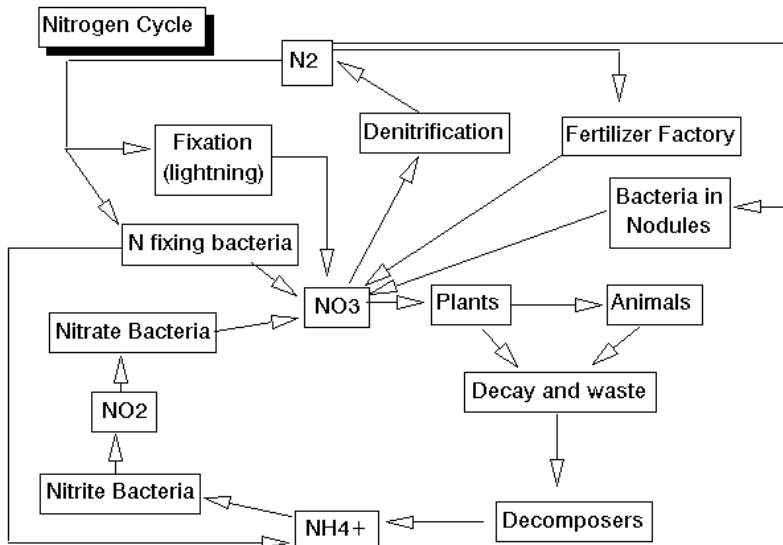 Nitrogen Cycle
N2
Fixation
(lightning)
Denitrification
Fertilizer Factory
Bacteria in
Nodules
N fixing bacteria
NO3
Plants
Animals
Nitrate Bacteria
Decay and waste
NO2
Nitrite Bacteria
NH4+
Decomposers